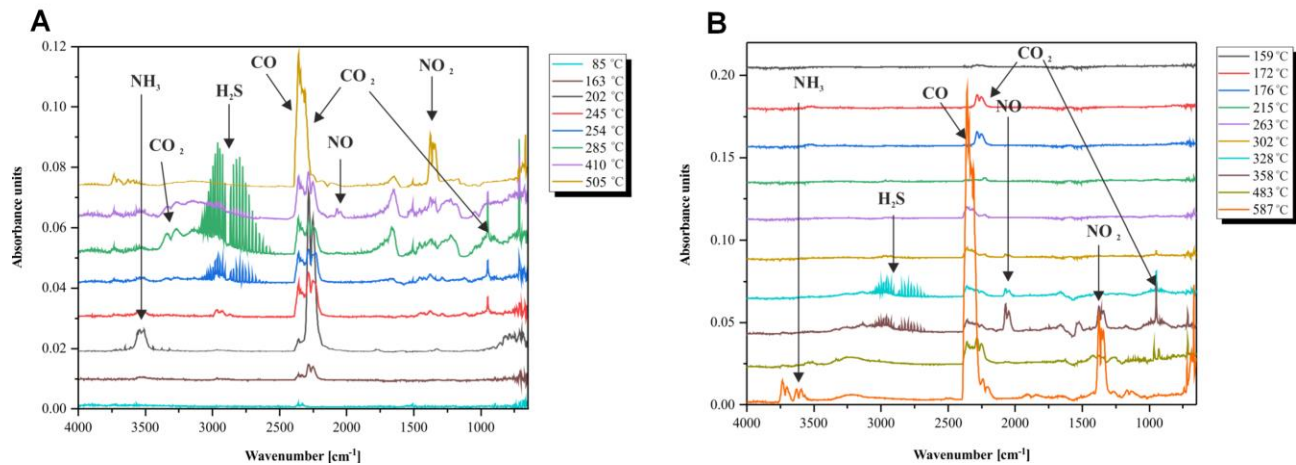 A
0.12
0.10
0.08
0.06
0.04
0.02
0.00
Absorbance units
4000 3500 3000 2500 2000 1500 1000
Wavenumber [cm⁻¹]
NH₃
CO₂
H₂S
CO
CO₂
NO
NO₂
85 °C
163 °C
202 °C
245 °C
254 °C
285 °C
410 °C
505 °C
B
0.20
0.15
0.10
0.05
0.00
Absorbance units
4000 3500 3000 2500 2000 1500 1000
Wavenumber [cm⁻¹]
NH₃
H₂S
CO
CO₂
NO
NO₂
159 °C
172 °C
176 °C
215 °C
263 °C
302 °C
328 °C
358 °C
483 °C
587 °C